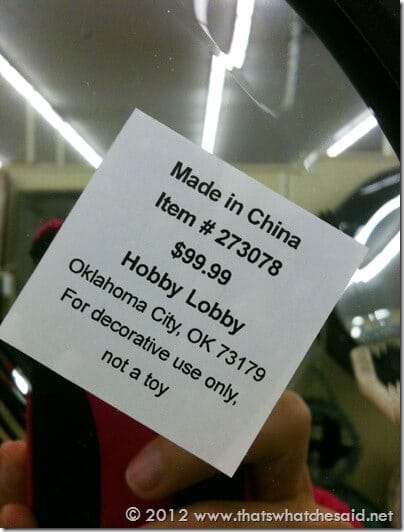 Made in China
Item # 273078
$99.99
Hobby Lobby
Oklahoma City, OK 73179
For decorative use only,
not a toy
© 2012 www.thatswhatchesaid.net